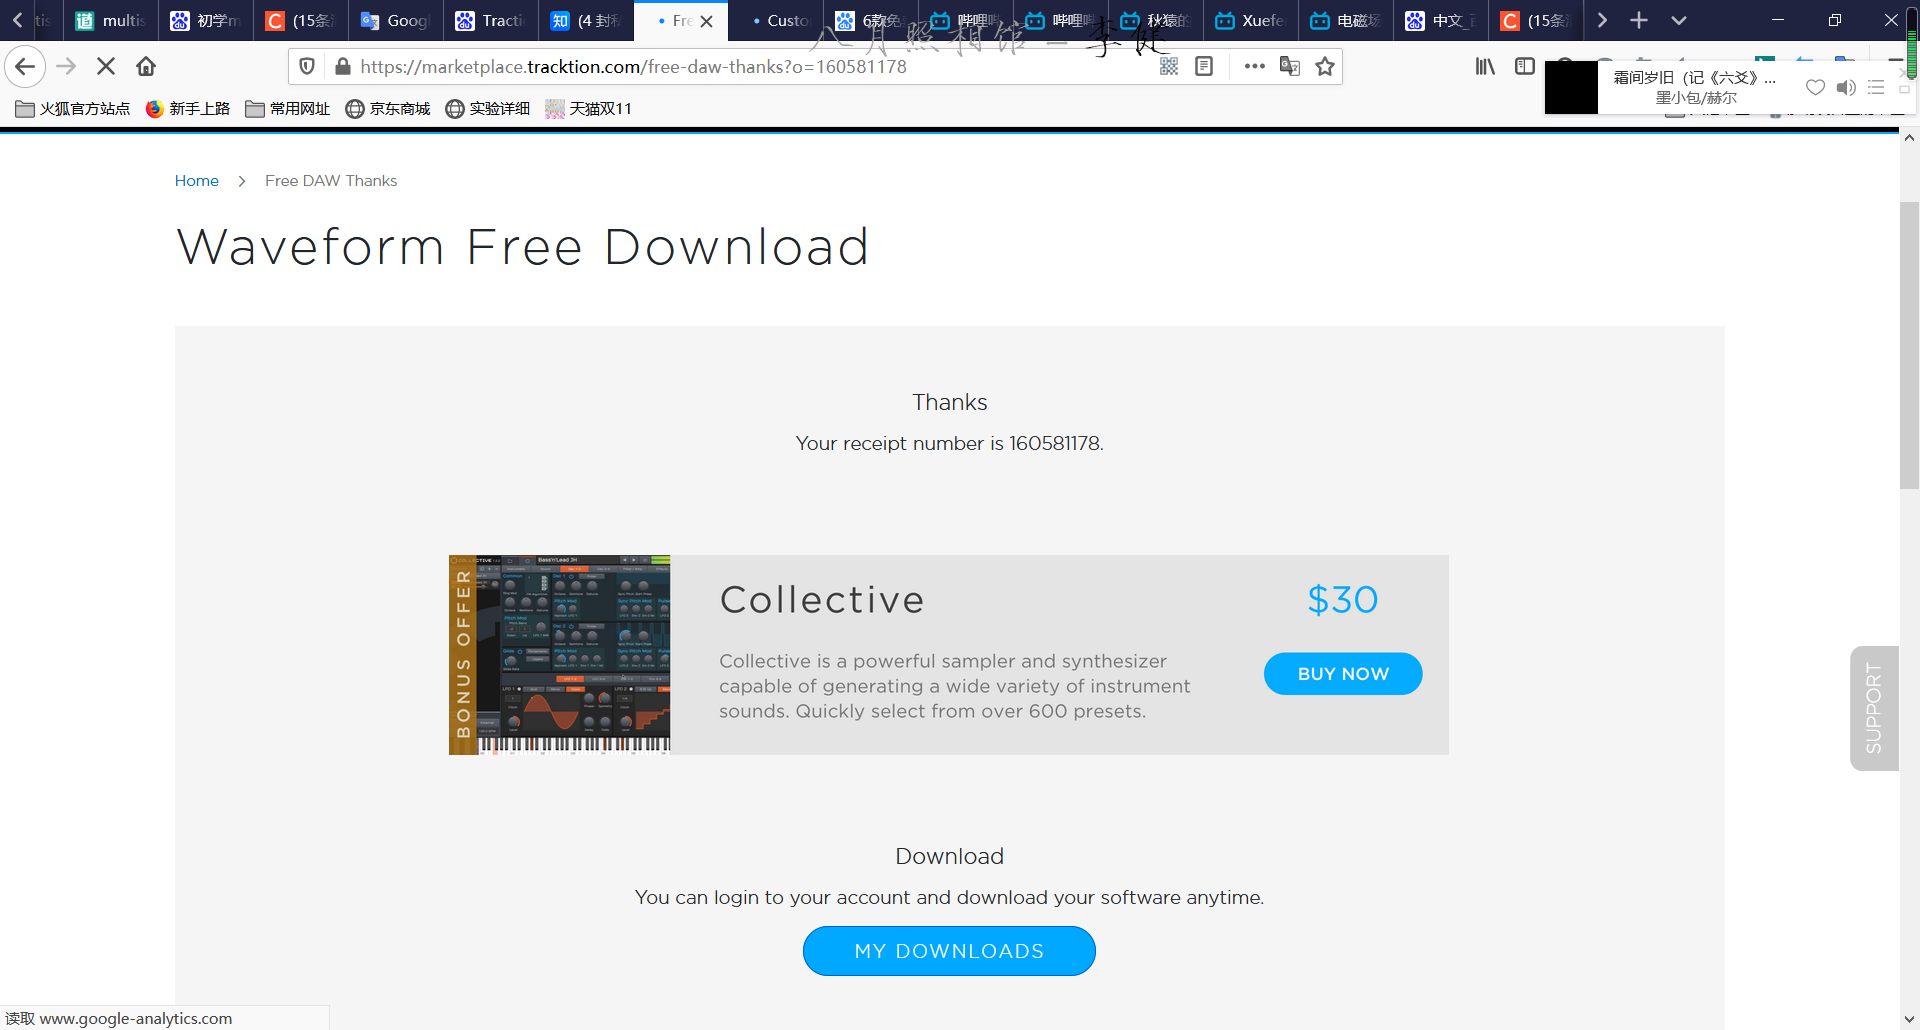 multis
初学m
(15条
Goog
Tracti
(4 封
Fre
Custo
6款免
哔哩哔
哔哩哔
秋猿的
Xuefe
电磁场
中文_
(15条
八月照相馆 - 李健
https://marketplace.tracktion.com/free-daw-thanks?o=160581178
霜间岁旧（记《六爻》...
墨小包/赫尔
火狐官方站点
新手上路
常用网址
京东商城
实验详细
天猫双11
Home > Free DAW Thanks
Waveform Free Download
Thanks
Your receipt number is 160581178.
BONUS OFFER
Collective
$30
Collective is a powerful sampler and synthesizer
capable of generating a wide variety of instrument
sounds. Quickly select from over 600 presets.
BUY NOW
SUPPORT
Download
You can login to your account and download your software anytime.
MY DOWNLOADS
读取 www.google-analytics.com